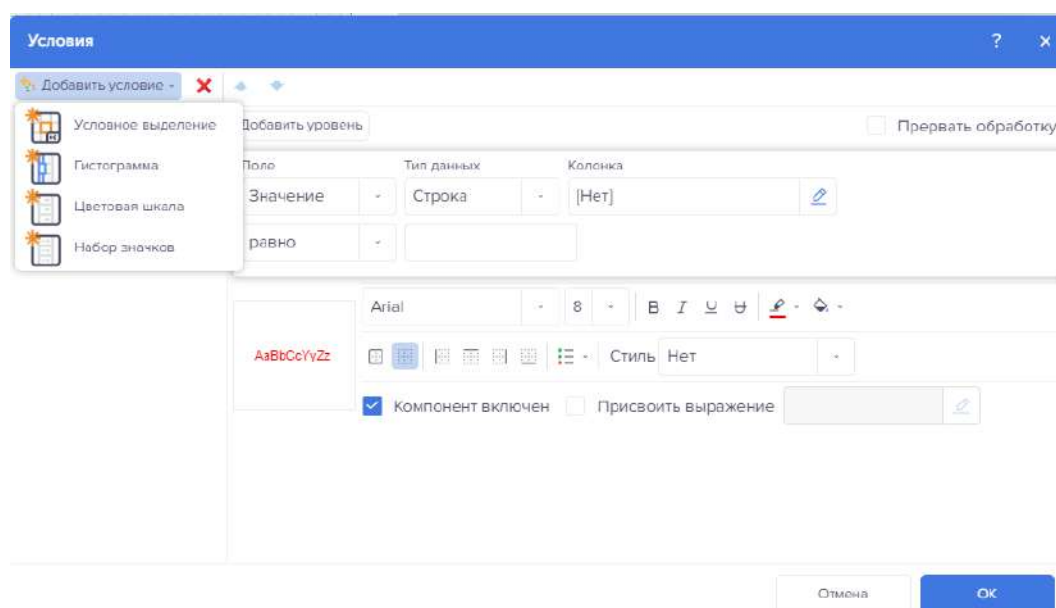 Условия ?
Добавить условие
Условное выделение
Гистограмма
Цветовая шкала
Набор значков
Добавить уровень Прервать обработку
Поле Тип данных Колонка
Значение Строка [Нет]
равно
Arial 8 B I U H
AaBbCcYyZz Стиль Нет
Компонент включен Присвоить выражение
Отмена OK